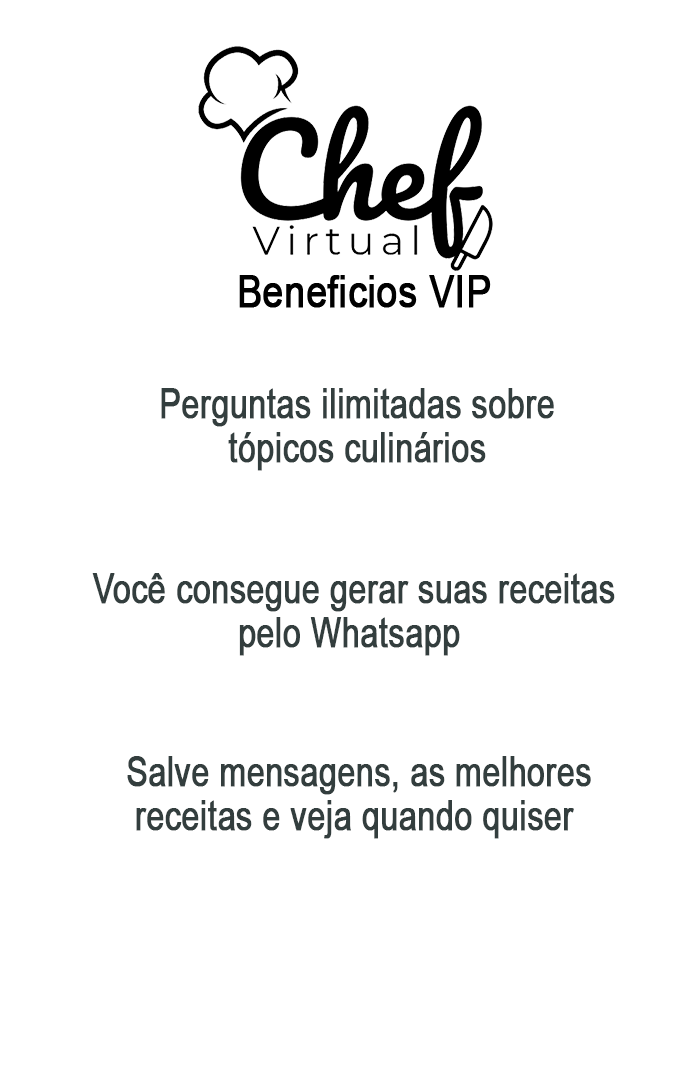 Chef
Virtual
Beneficios VIP
Perguntas ilimitadas sobre
tópicos culinários
Você consegue gerar suas receitas
pelo Whatsapp
Salve mensagens, as melhores
receitas e veja quando quiser